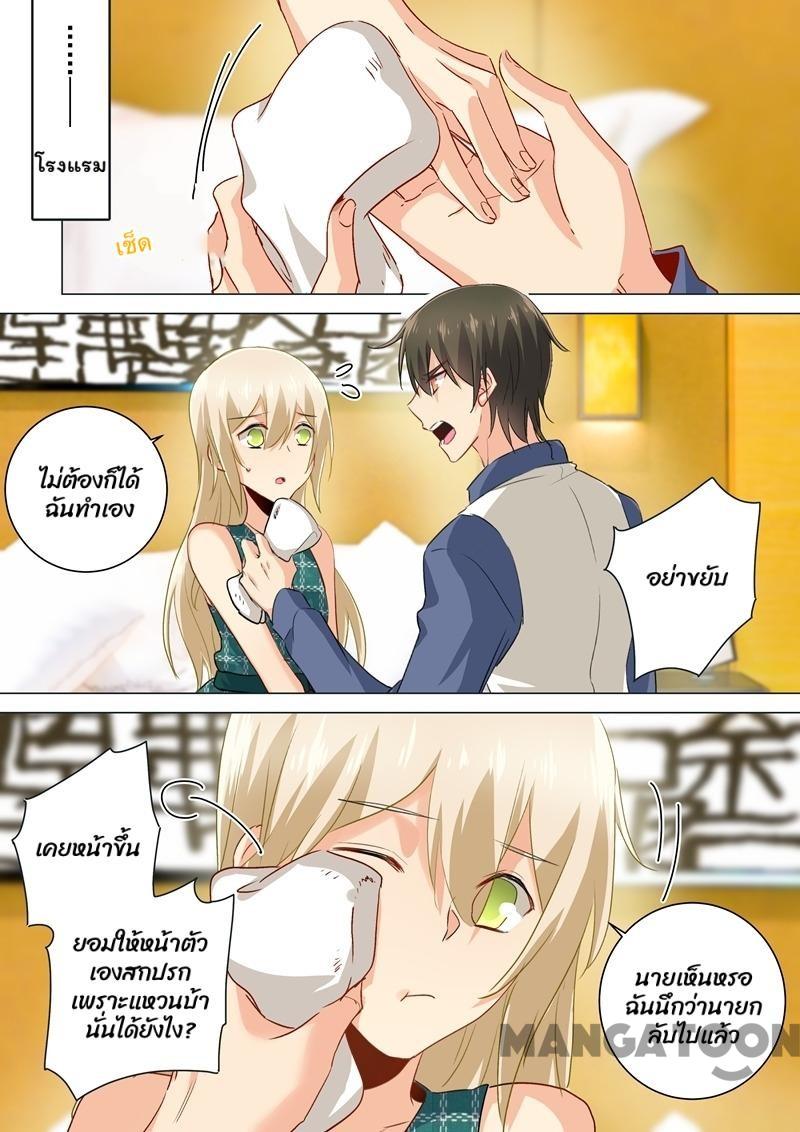 โรงแรม
เช็ด
ไม่ต้องก็ได้
ฉันทำเอง
อย่าขยับ
เคยหน้าขึ้น
ยอมให้หน้าตัว
เองสกปรก
เพราะแหวนบ้า
นั่นได้ยังไง?
นายเห็นหรอ
ฉันนึกว่านายก
ลับไปแล้ว
MANGATOON